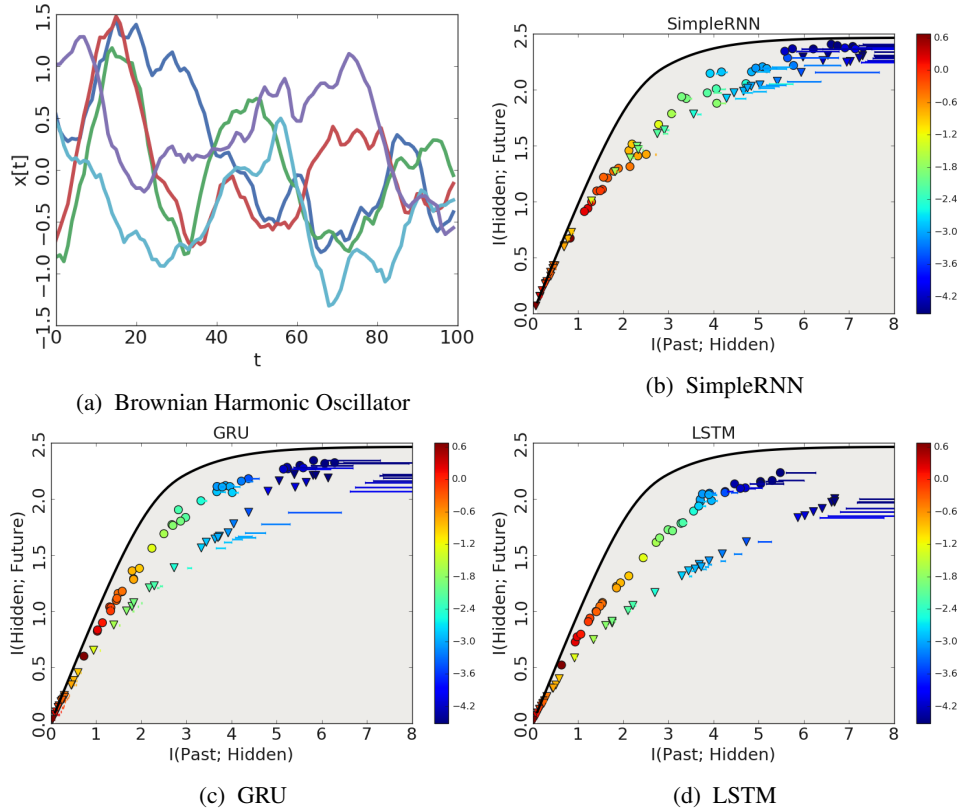 1.5
1.0
0.5
0.0
−0.5
−1.0
−1.5
x[t]
0 20 40 60 80 100
t
(a) Brownian Harmonic Oscillator
SimpleRNN
2.5
2.0
1.5
1.0
0.5
0.0
I(Hidden; Future)
0 1 2 3 4 5 6 7 8
I(Past; Hidden)
0.6
0.0
−0.6
−1.2
−1.8
−2.4
−3.0
−3.6
−4.2
(b) SimpleRNN
GRU
2.5
2.0
1.5
1.0
0.5
0.0
I(Hidden; Future)
0 1 2 3 4 5 6 7 8
I(Past; Hidden)
0.6
0.0
−0.6
−1.2
−1.8
−2.4
−3.0
−3.6
−4.2
(c) GRU
LSTM
2.5
2.0
1.5
1.0
0.5
0.0
I(Hidden; Future)
0 1 2 3 4 5 6 7 8
I(Past; Hidden)
0.6
0.0
−0.6
−1.2
−1.8
−2.4
−3.0
−3.6
−4.2
(d) LSTM